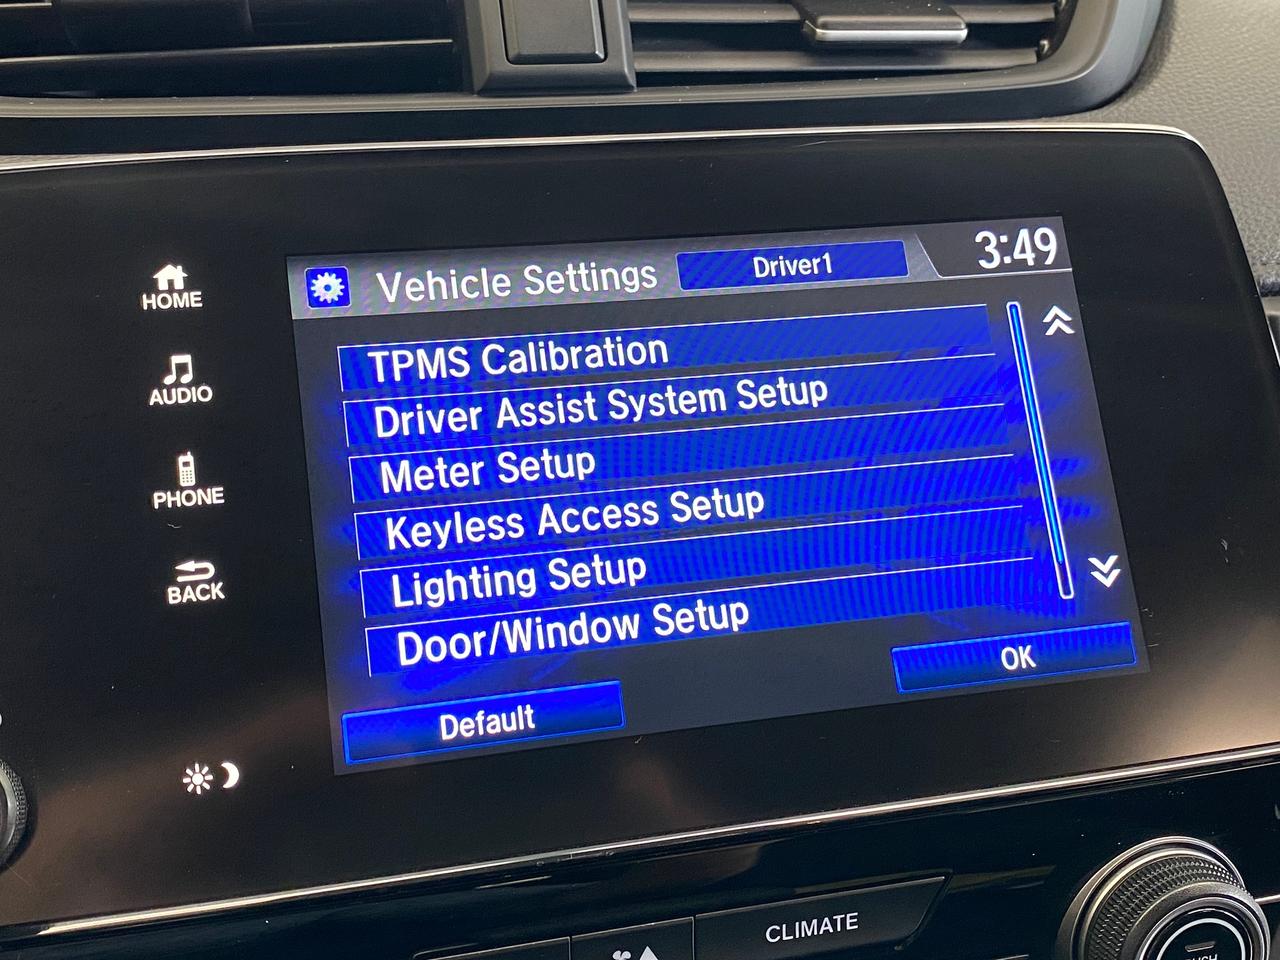 Vehicle Settings
Driver1
3:49
HOME
AUDIO
PHONE
BACK
TPMS Calibration
Driver Assist System Setup
Meter Setup
Keyless Access Setup
Lighting Setup
Door/Window Setup
Default
OK
CLIMATE